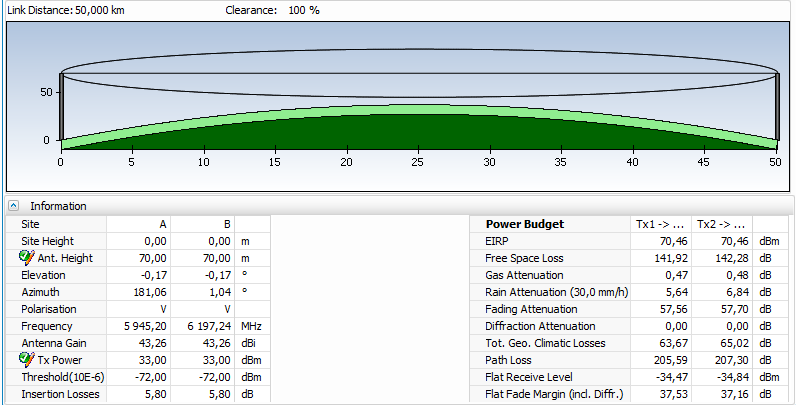 Link Distance: 50,000 km Clearance: 100 %
50
0
0 5 10 15 20 25 30 35 40 45 50
Information
Site A B
Site Height 0,00 0,00 m
Ant. Height 70,00 70,00 m
Elevation -0,17 -0,17 °
Azimuth 181,06 1,04 °
Polarisation V V
Frequency 5 945,20 6 197,24 MHz
Antenna Gain 43,26 43,26 dBi
Tx Power 33,00 33,00 dBm
Threshold(10E-6) -72,00 -72,00 dBm
Insertion Losses 5,80 5,80 dB
Power Budget Tx1 -> ... Tx2 -> ...
EIRP 70,46 70,46 dBm
Free Space Loss 141,92 142,28 dB
Gas Attenuation 0,47 0,48 dB
Rain Attenuation (30,0 mm/h) 5,64 6,84 dB
Fading Attenuation 57,56 57,70 dB
Diffraction Attenuation 0,00 0,00 dB
Tot. Geo. Climatic Losses 63,67 65,02 dB
Path Loss 205,59 207,30 dB
Flat Receive Level -34,47 -34,84 dBm
Flat Fade Margin (incl. Diffr.) 37,53 37,16 dB